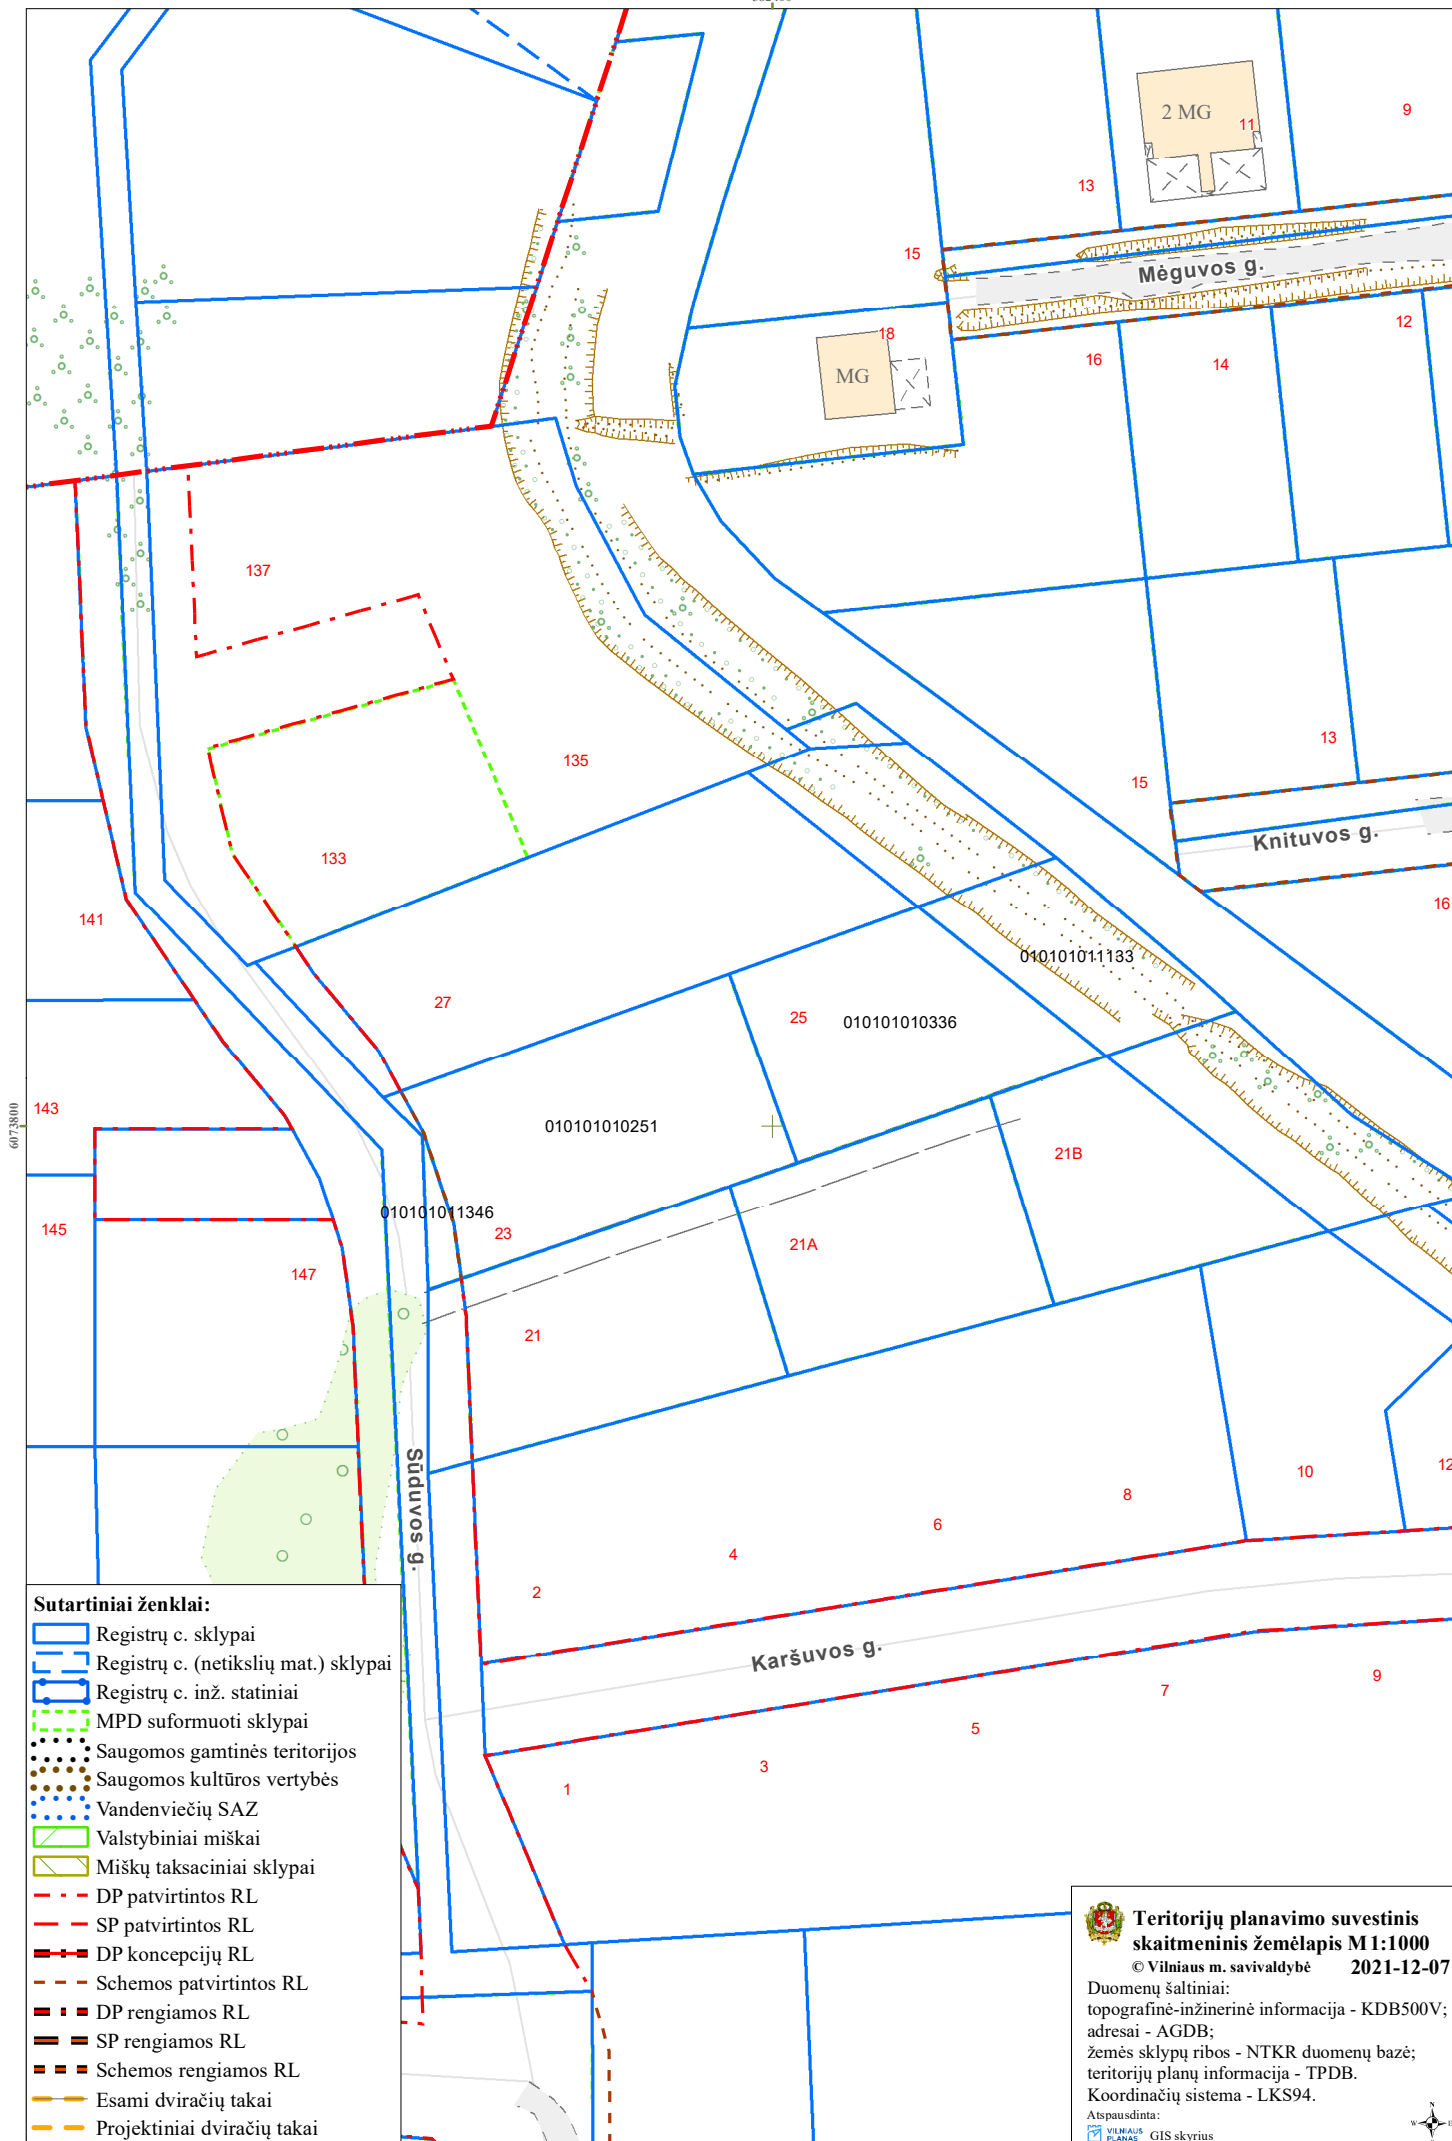 2 MG
11
9
13
15
Mėguvos g.
18
MG
16
14
12
137
135
133
13
15
Knituvos g.
16
141
27
25
010101010336
010101011133
143
6073800
010101010251
21B
010101011346
23
21A
145
147
21
Sūduvos g.
10
12
8
6
4
2
Karšuvos g.
9
7
5
3
1
Sutartiniai ženklai:
Registrų c. sklypai
Registrų c. (netikslių mat.) sklypai
Registrų c. inž. statiniai
MPD suformuoti sklypai
Saugomos gamtinės teritorijos
Saugomos kultūros vertybės
Vandenviečių SAZ
Valstybiniai miškai
Miškų taksaciniai sklypai
DP patvirtintos RL
SP patvirtintos RL
DP koncepcijų RL
Schemos patvirtintos RL
DP rengiamos RL
SP rengiamos RL
Schemos rengiamos RL
Esami dviračių takai
Projektiniai dviračių takai
Teritorijų planavimo suvestinis
skaitmeninis žemėlapis M 1:1000
© Vilniaus m. savivaldybė 2021-12-07
Duomenų šaltiniai:
topografinė-inžinerinė informacija - KDB500V;
adresai - AGDB;
žemės sklypų ribos - NTKR duomenų bazė;
teritorijų planų informacija - TPDB.
Koordinačių sistema - LKS94.
Atspausdinta:
VILNIAUS PLANAS GIS skyrius
N
W E